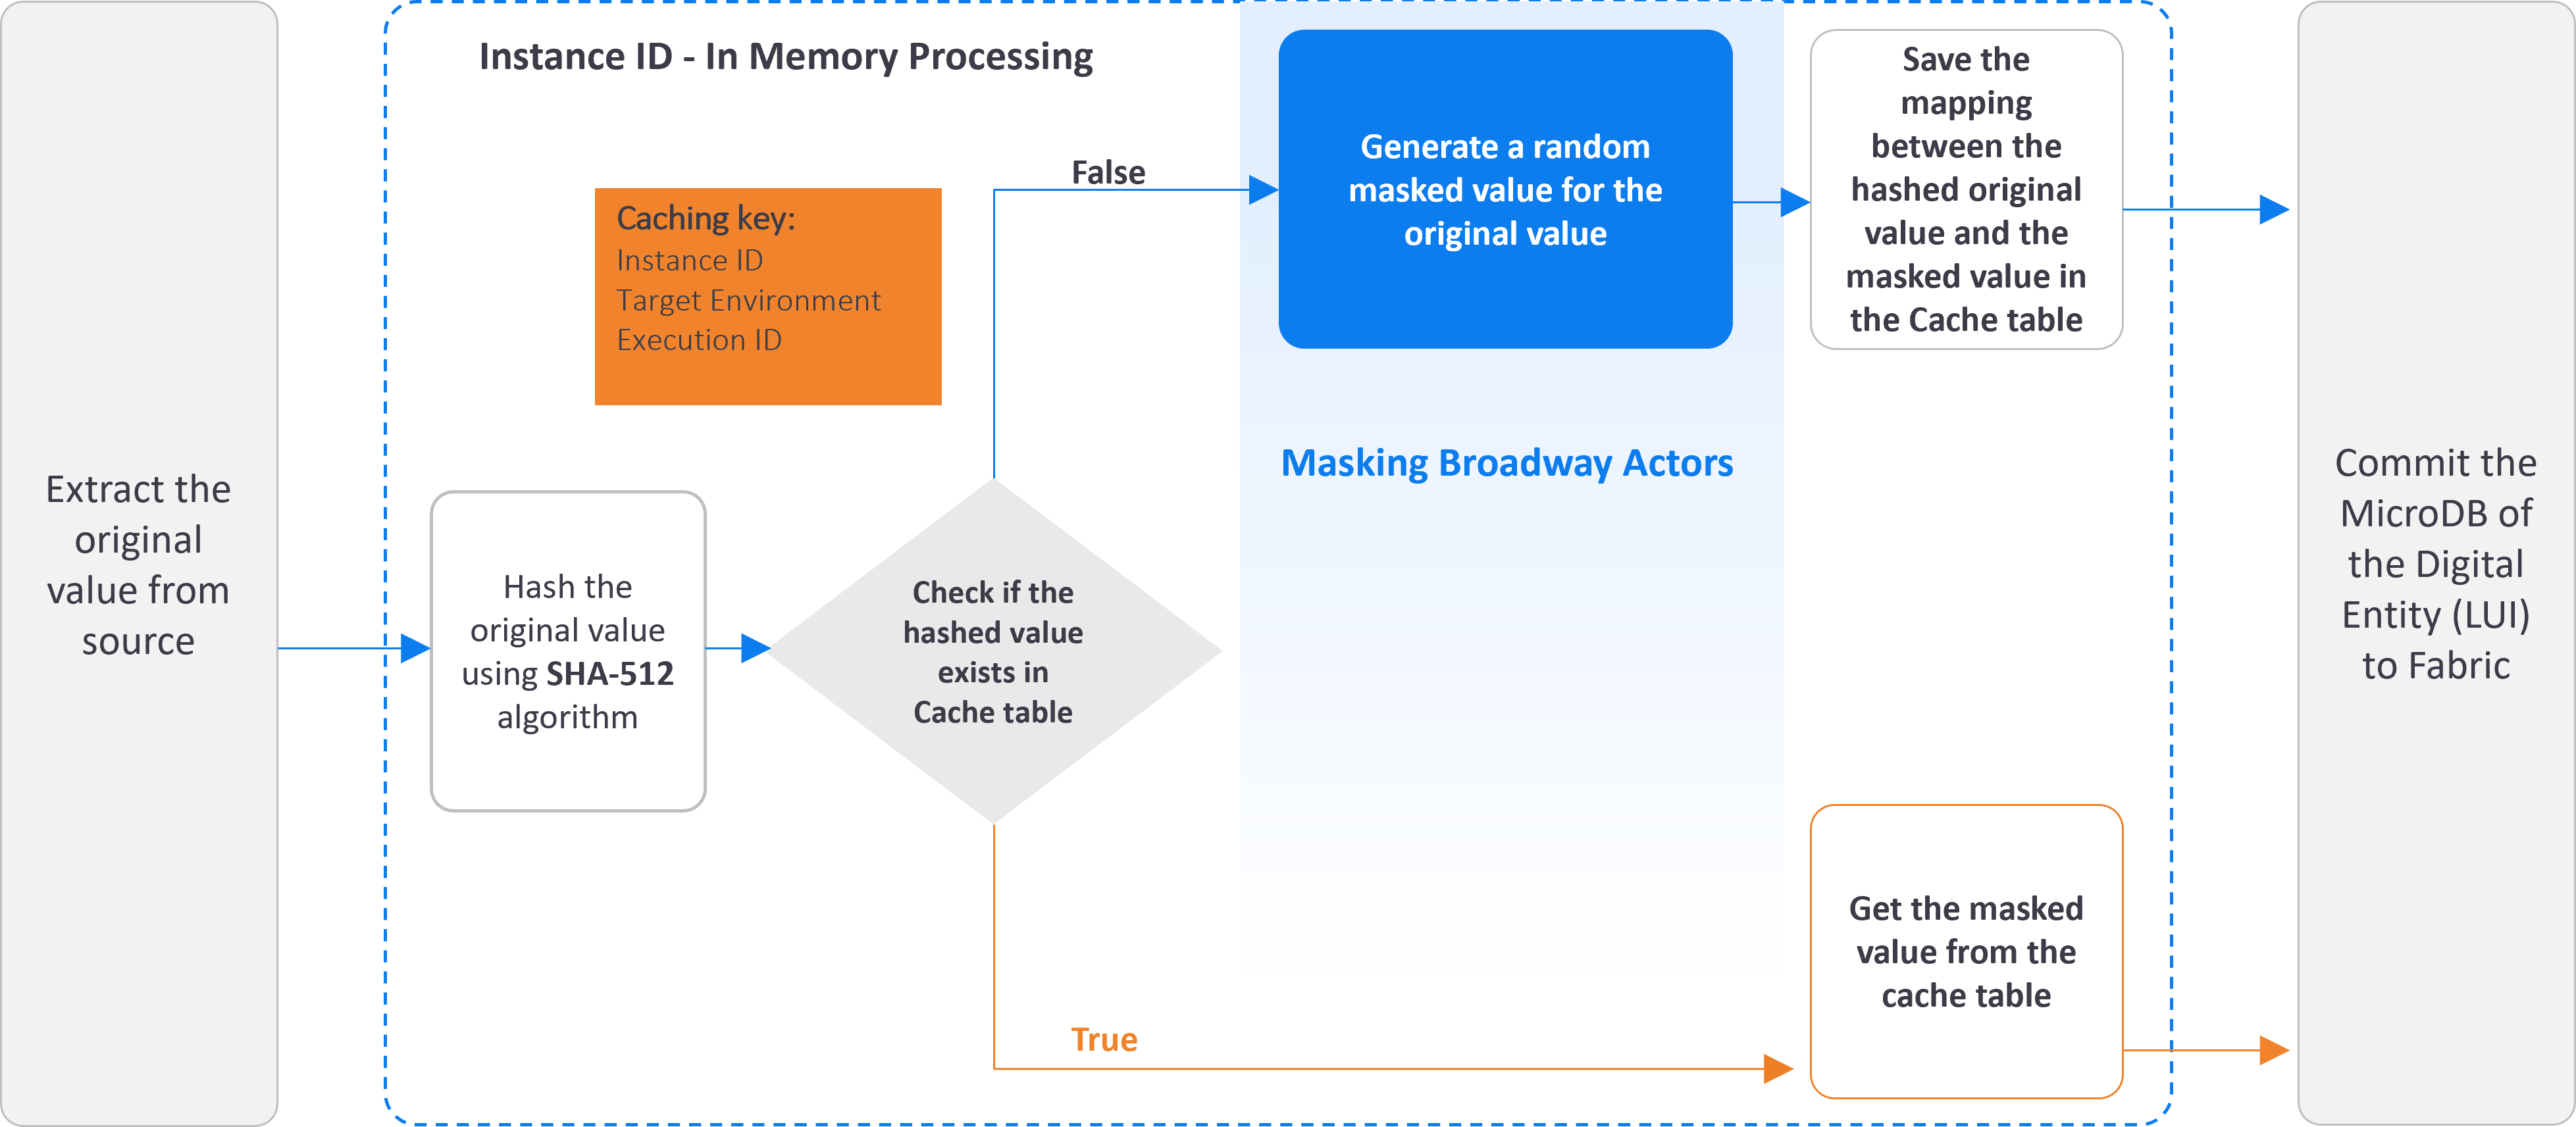 Extract the
original
value from
source
Instance ID - In Memory Processing
Caching key:
Instance ID
Target Environment
Execution ID
Hash the
original value
using SHA-512
algorithm
Check if the
hashed value
exists in
Cache table
False
Generate a random
masked value for the
original value
Masking Broadway Actors
Save the
mapping
between the
hashed original
value and the
masked value in
the Cache table
True
Get the masked
value from the
cache table
Commit the
MicroDB of
the Digital
Entity (LUI)
to Fabric